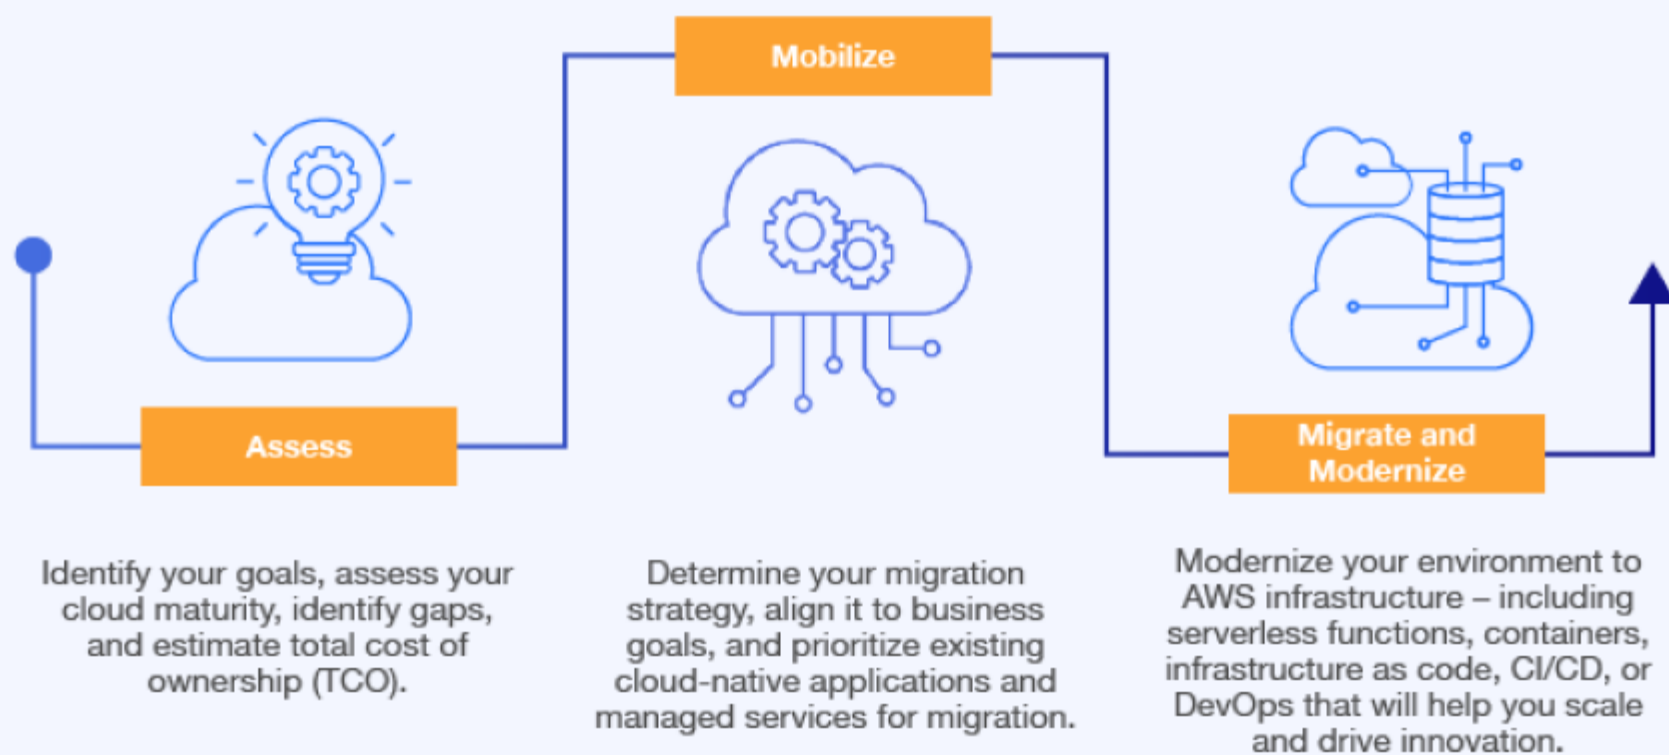 Mobilize
Assess
Migrate and
Modernize
Identify your goals, assess your
cloud maturity, identify gaps,
and estimate total cost of
ownership (TCO).
Determine your migration
strategy, align it to business
goals, and prioritize existing
cloud-native applications and
managed services for migration.
Modernize your environment to
AWS infrastructure – including
serverless functions, containers,
infrastructure as code, CI/CD, or
DevOps that will help you scale
and drive innovation.